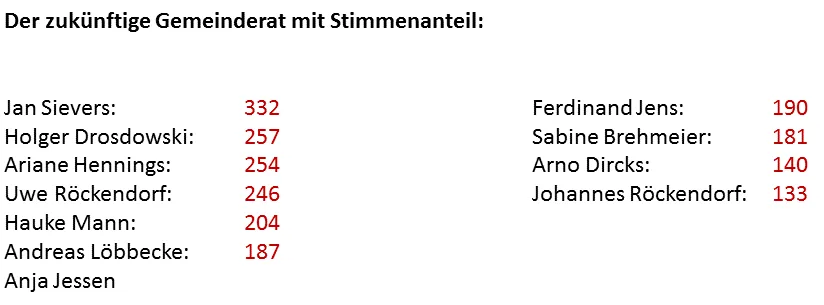 Der zukünftige Gemeinderat mit Stimmenanteil:
Jan Sievers: 332
Holger Drosdowski: 257
Ariane Hennings: 254
Uwe Röckendorf: 246
Hauke Mann: 204
Andreas Löbbecke: 187
Anja Jessen
Ferdinand Jens: 190
Sabine Brehmeier: 181
Arno Dircks: 140
Johannes Röckendorf: 133